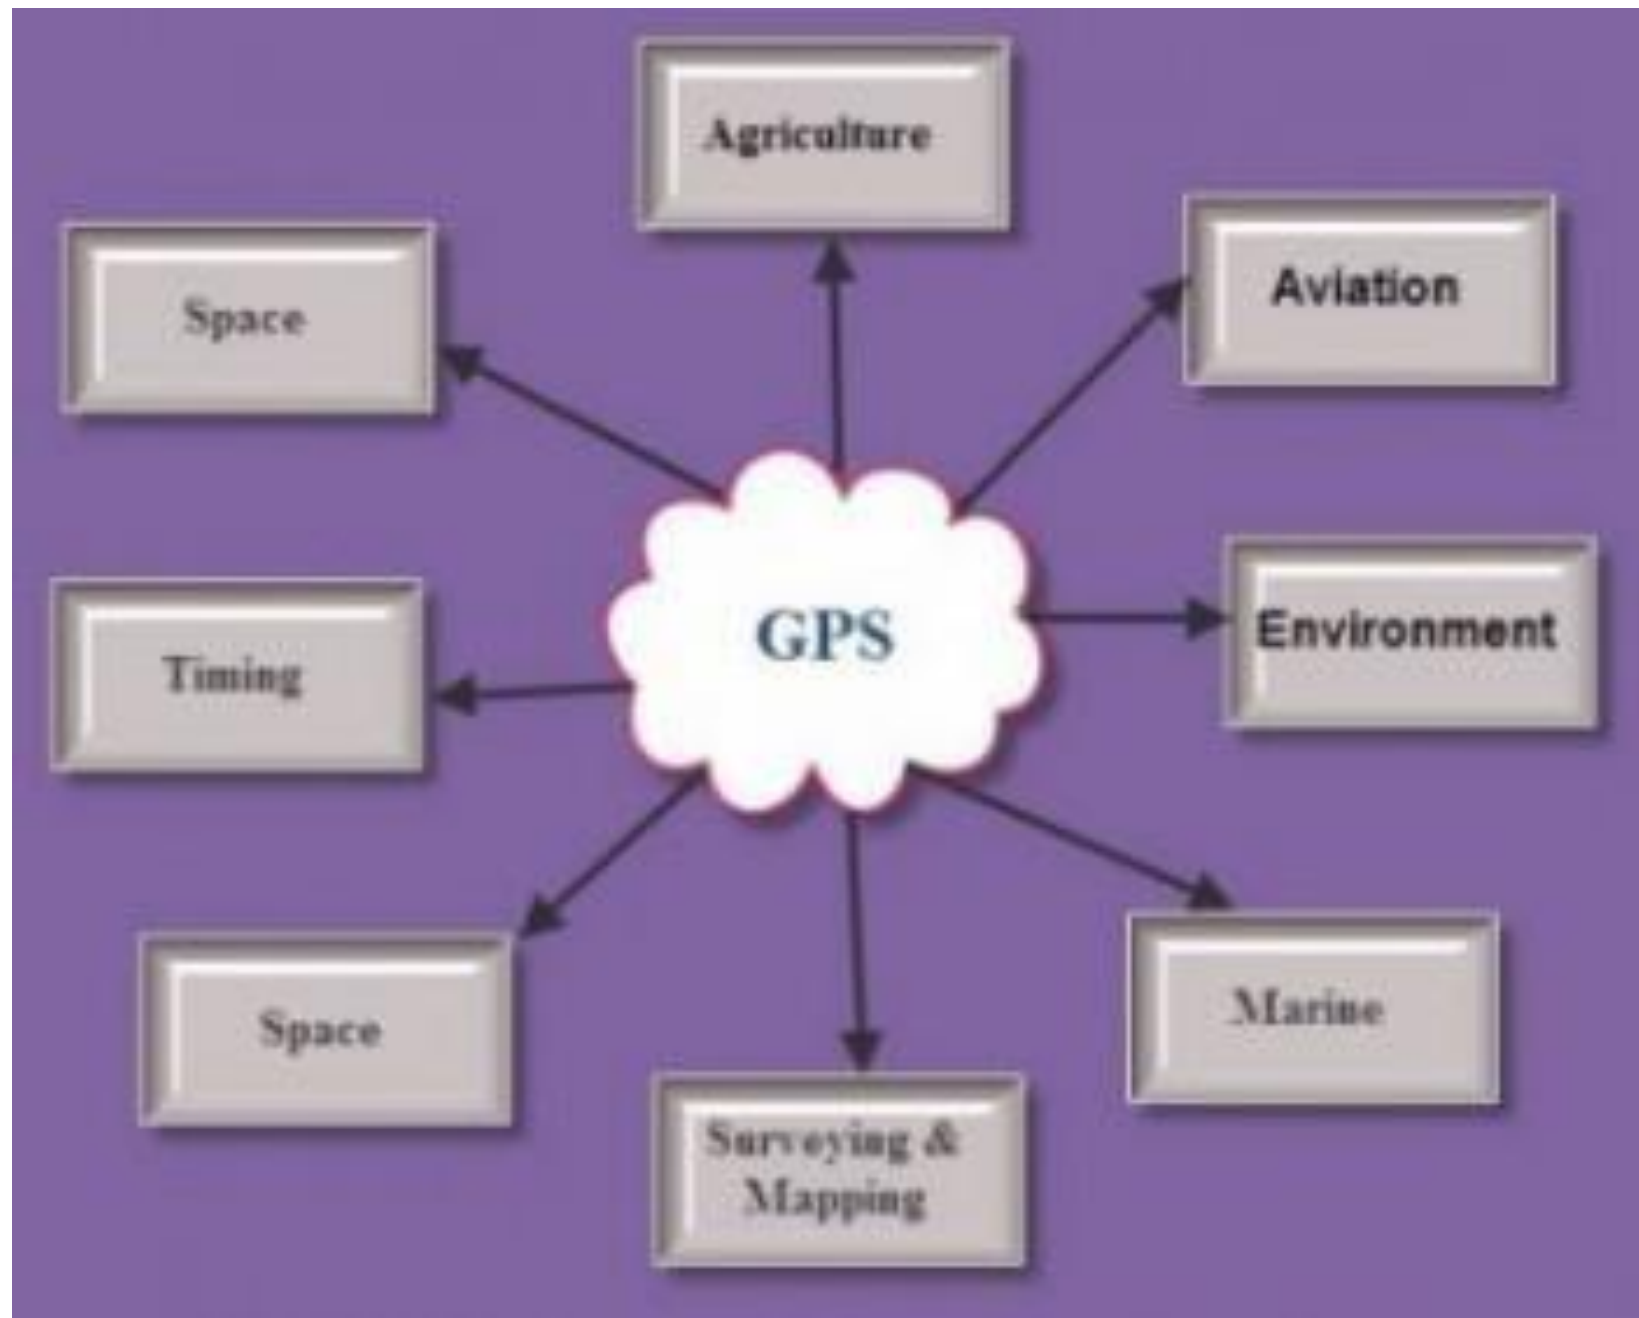 Agriculture
Aviation
Space
Environment
GPS
Timing
Marine
Space
Surveying &
Mapping